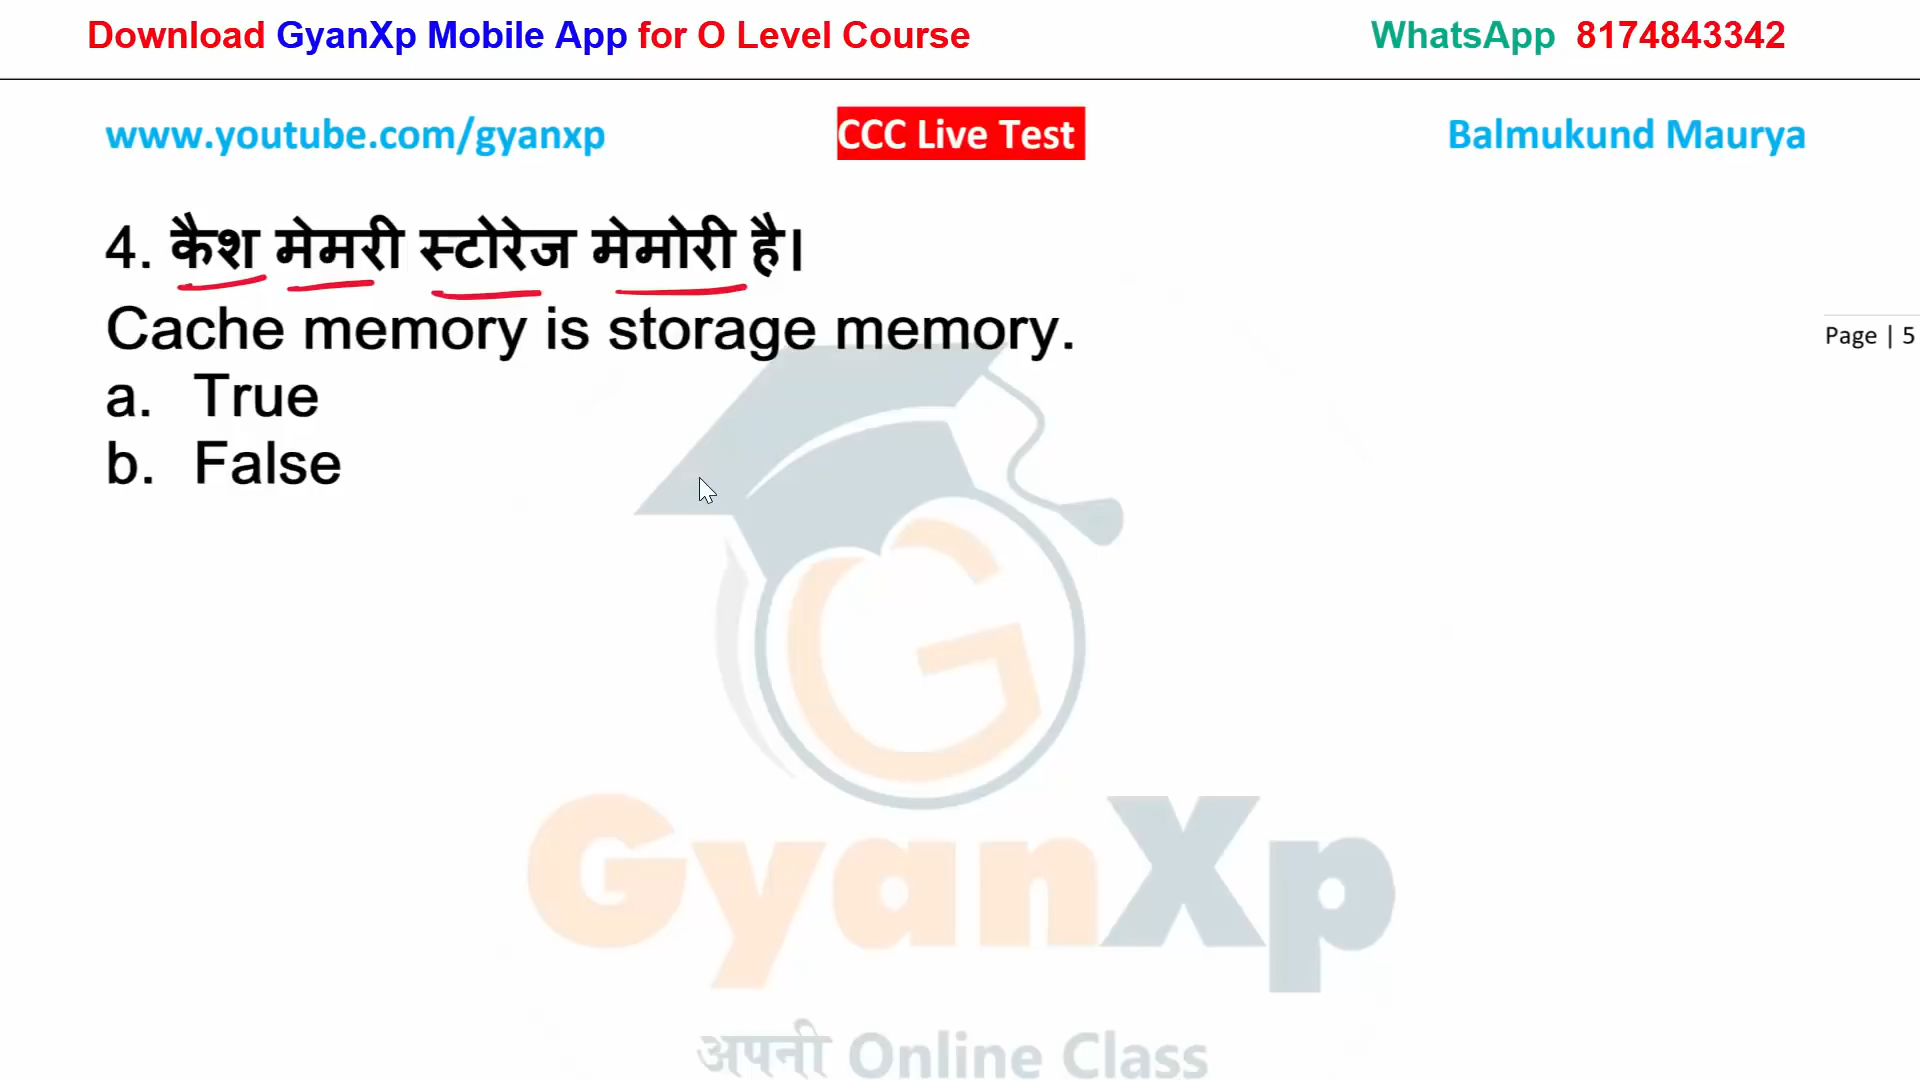 Download GyanXp Mobile App for O Level Course WhatsApp 8174843342
www.youtube.com/gyanxp CCC Live Test Balmukund Maurya
4. कैश मेमरी स्टोरेज मेमोरी है।
Cache memory is storage memory.
Page | 5
a. True
b. False
G
GyanXp
अपनी Online Class